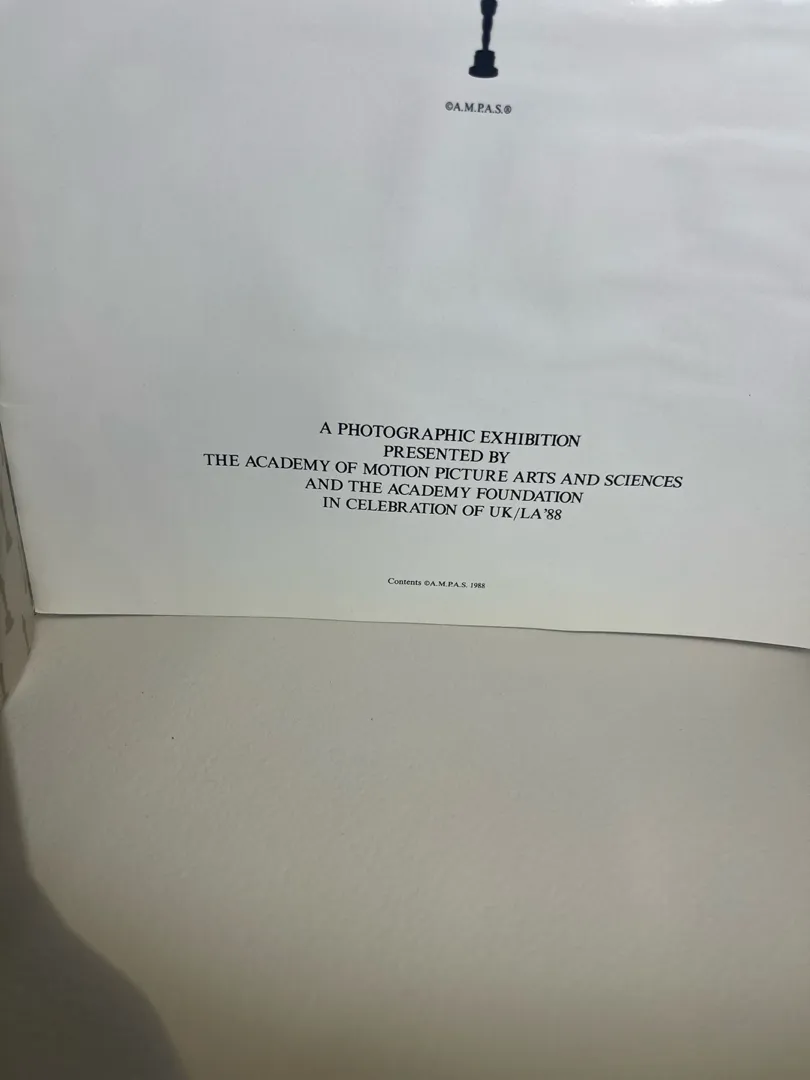 ©A.M.P.A.S.®
A PHOTOGRAPHIC EXHIBITION
PRESENTED BY
THE ACADEMY OF MOTION PICTURE ARTS AND SCIENCES
AND THE ACADEMY FOUNDATION
IN CELEBRATION OF UK/LA'88
Contents ©A.M.P.A.S. 1988